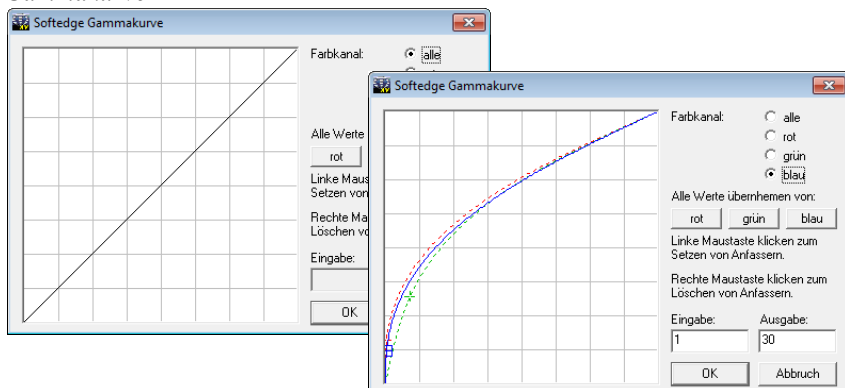 Softedge Gammakurve
Farbkanal:
alle
Alle Werte
rot
Linke Maus
Setzen von
Rechte Ma
Löschen vo
Eingabe:
OK
Softedge Gammakurve
Farbkanal:
alle
rot
grün
blau
Alle Werte übernhemen von:
rot grün blau
Linke Maustaste klicken zum
Setzen von Anfassern.
Rechte Maustaste klicken zum
Löschen von Anfassern.
Eingabe: Ausgabe:
1 30
OK Abbruch